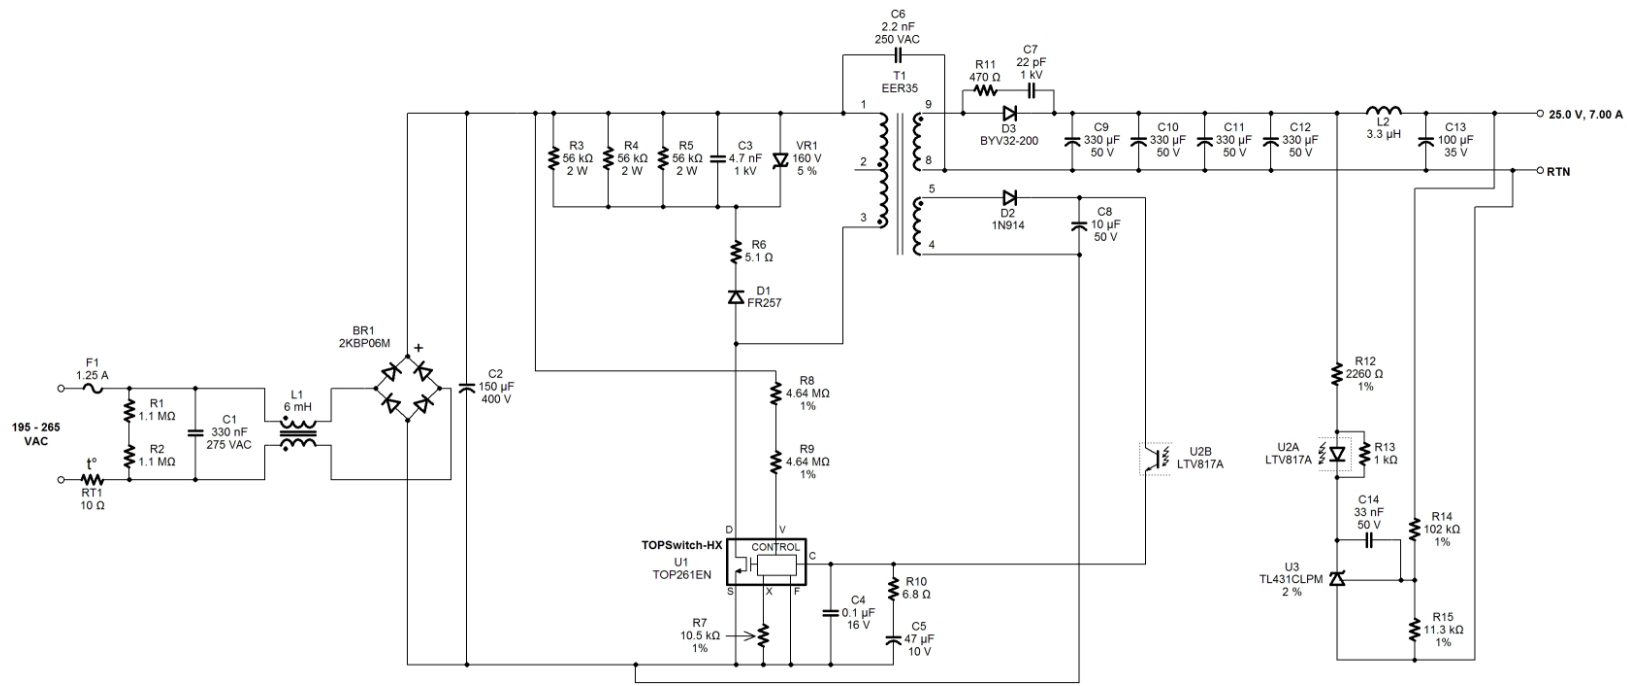 C6
2.2 nF
250 VAC
T1
EER35
R11
470 Ω
C7
22 pF
1 kV
1
2
3
9
8
5
4
D3
BYV32-200
C9
330 µF
50 V
C10
330 µF
50 V
C11
330 µF
50 V
C12
330 µF
50 V
L2
3.3 µH
C13
100 µF
35 V
25.0 V, 7.00 A
RTN
R3
56 kΩ
2 W
R4
56 kΩ
2 W
R5
56 kΩ
2 W
C3
4.7 nF
1 kV
VR1
160 V
5 %
D2
1N914
C8
10 µF
50 V
R6
5.1 Ω
D1
FR257
BR1
2KBP06M
+
F1
1.25 A
195 - 265
VAC
R1
1.1 MΩ
R2
1.1 MΩ
t°
RT1
10 Ω
C1
330 nF
275 VAC
L1
6 mH
C2
150 µF
400 V
R8
4.64 MΩ
1%
R9
4.64 MΩ
1%
U2B
LTV817A
R12
2260 Ω
1%
U2A
LTV817A
R13
1 kΩ
C14
33 nF
50 V
R14
102 kΩ
1%
U3
TL431CLPM
2 %
R15
11.3 kΩ
1%
TOPSwitch-HX
U1
TOP261EN
D
V
CONTROL
C
S
X
F
R7
10.5 kΩ
1%
C4
0.1 µF
16 V
R10
6.8 Ω
C5
47 µF
10 V